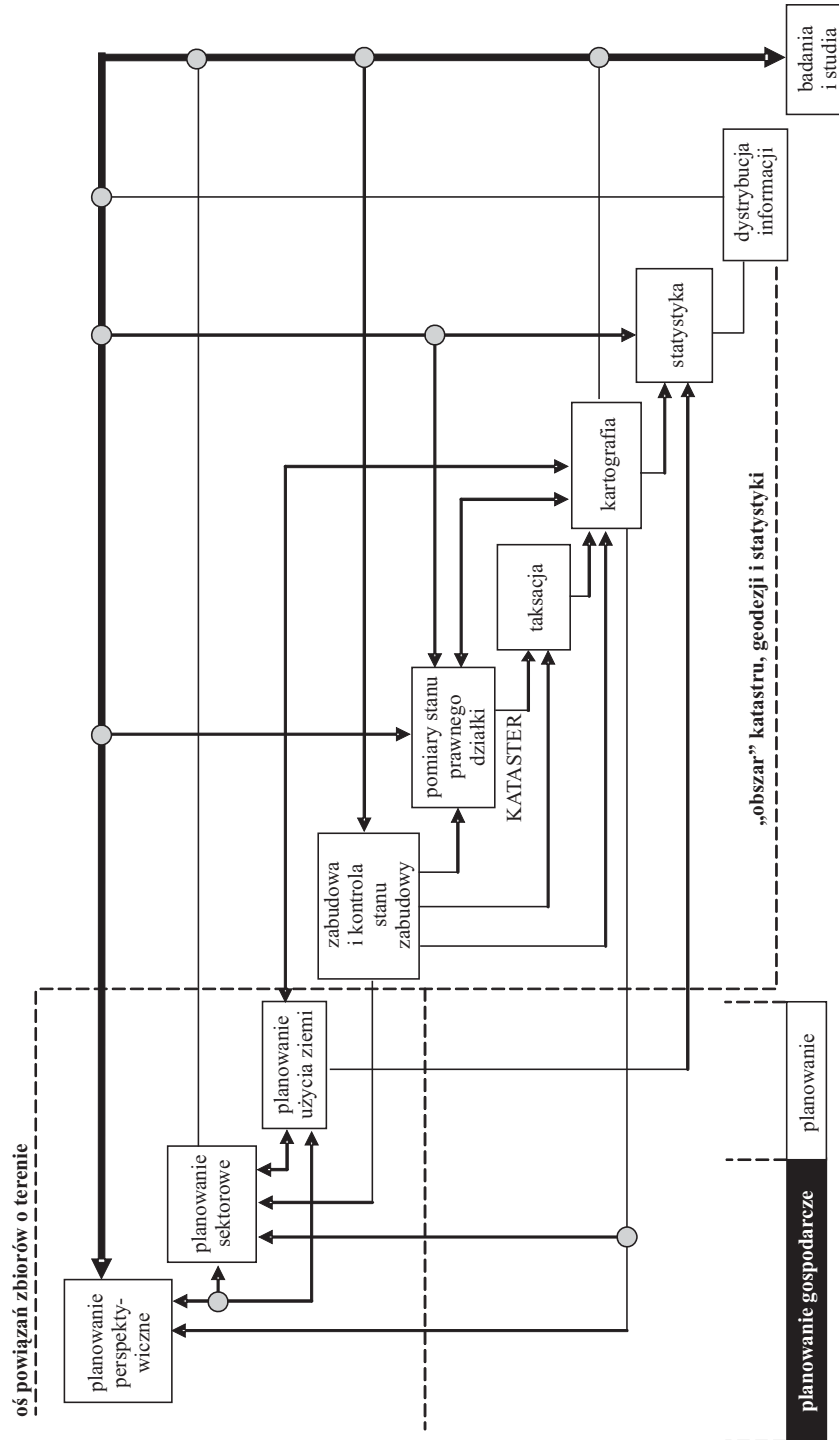 oś powiązań zbiorów o terenie
planowanie
perspekty-
wiczne
planowanie
sektorowe
planowanie
użycia ziemi
zabudowa
i kontrola
stanu
zabudowy
pomiary stanu
prawnego
działki
KATASTER
taksacja
kartografia
statystyka
dystrybucja
informacji
badania
i studia
„obszar” katastru, geodezji i statystyki
planowanie gospodarcze
planowanie